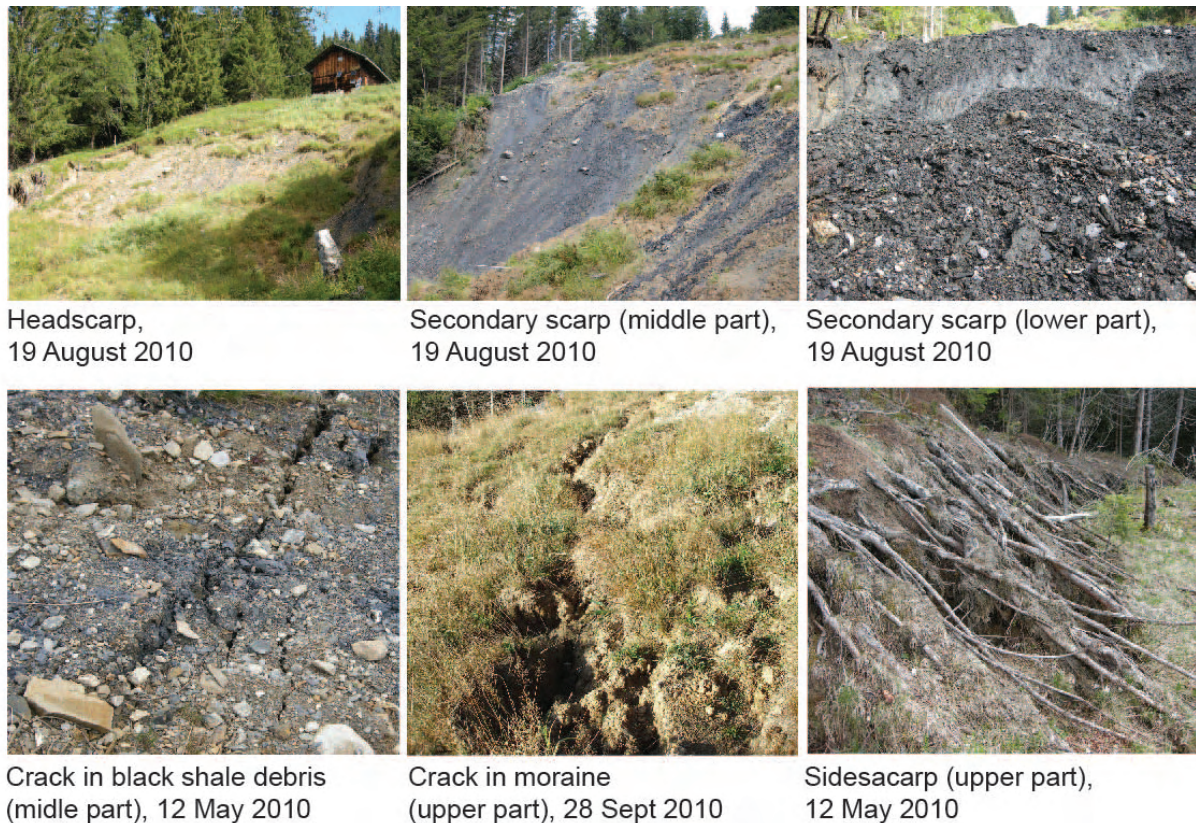 Headscarp,
19 August 2010
Secondary scarp (middle part),
19 August 2010
Secondary scarp (lower part),
19 August 2010
Crack in black shale debris
(midle part), 12 May 2010
Crack in moraine
(upper part), 28 Sept 2010
Sidesacarp (upper part),
12 May 2010